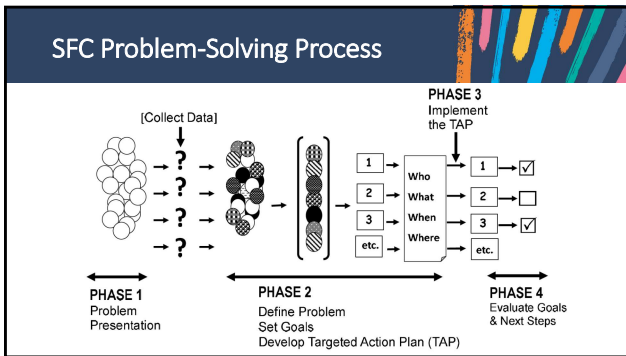 SFC Problem-Solving Process
PHASE 3
Implement
the TAP
[Collect Data]
?
?
?
?
1
2
3
etc.
Who
What
When
Where
1
2
3
etc.
PHASE 1
Problem
Presentation
PHASE 2
Define Problem
Set Goals
Develop Targeted Action Plan (TAP)
PHASE 4
Evaluate Goals
& Next Steps